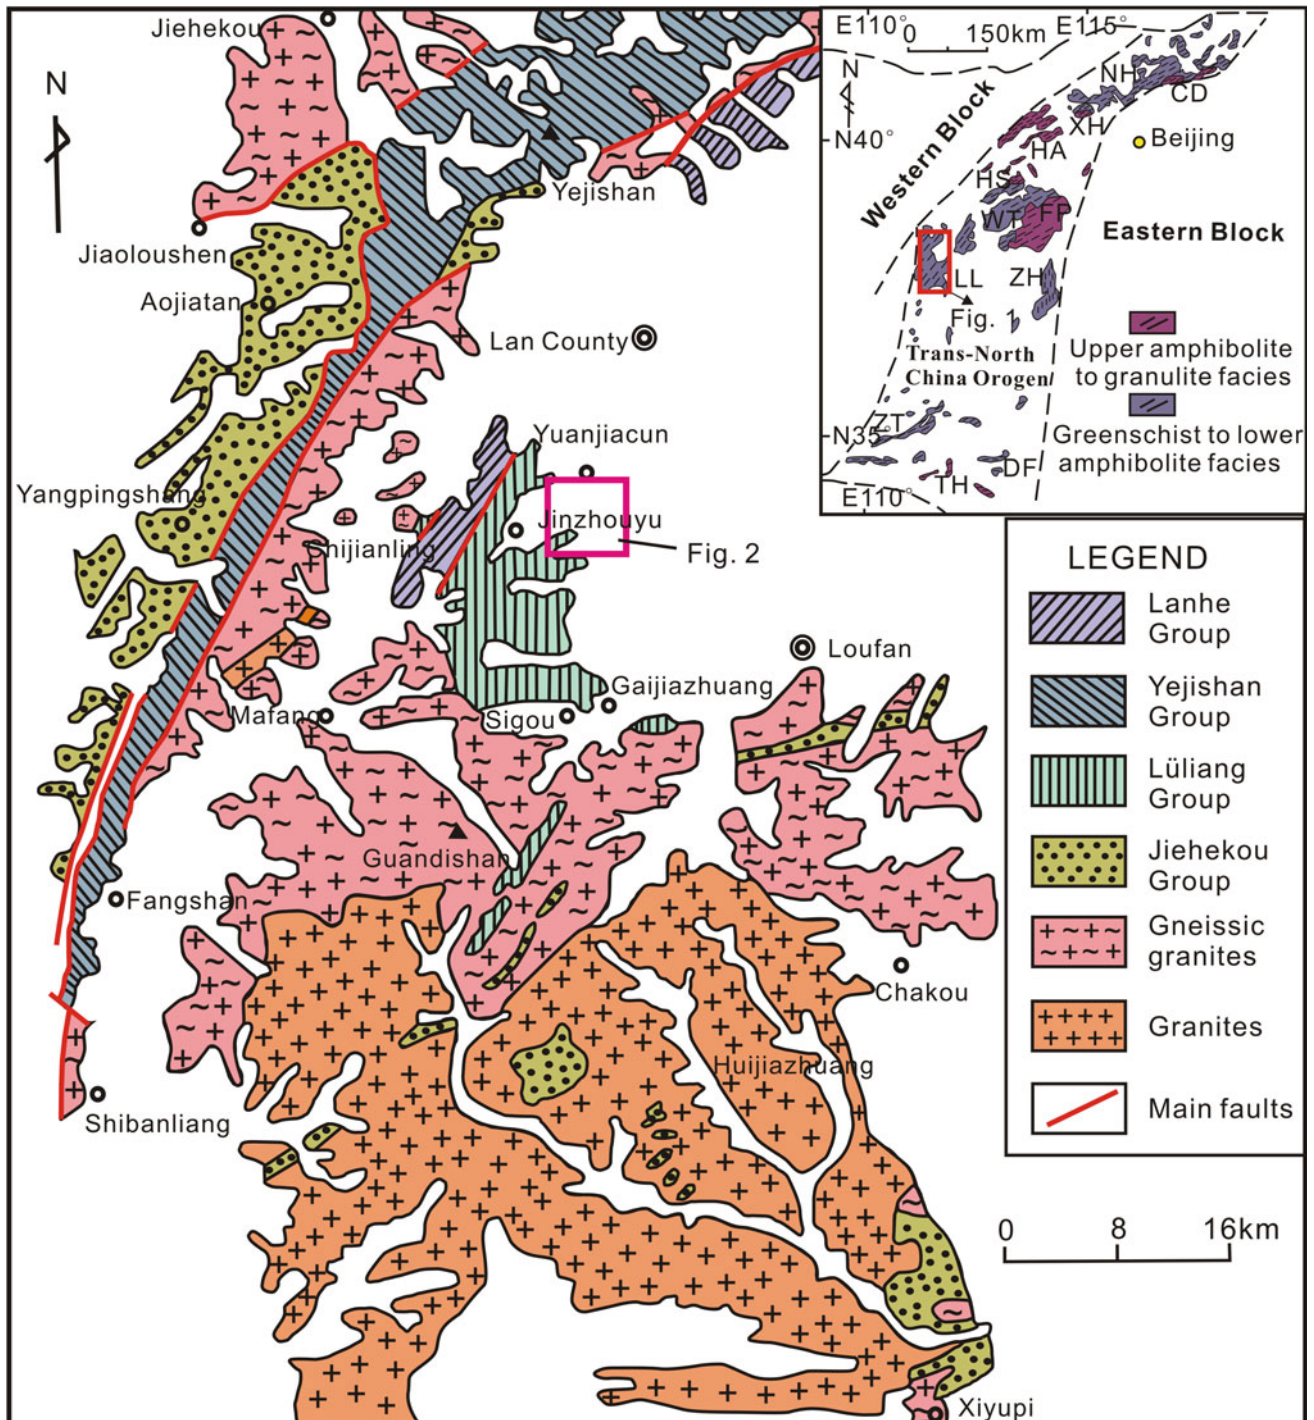 Jiehekou
N
Yejishan
Jiaoloushen
Aojiatan
Lan County
Yuanjiacun
Yangpingshang
Jinzhouyu
Shijianling
Fig. 2
Loufan
Gaijiazhuang
Mafang
Sigou
Guandishan
Fangshan
Chakou
Huijiazhuang
Shibanliang
Xiyupi
E110°
E115°
0 150km
N
NH
CD
XH
Beijing
N40°
HA
HS
Western Block
WT
FP
Eastern Block
LL
ZH
Fig. 1
Trans-North
China Orogen
Upper amphibolite
to granulite facies
Greenschist to lower
amphibolite facies
ZT
N35°
DF
TH
E110°
LEGEND
Lanhe
Group
Yejishan
Group
Lüliang
Group
Jiehekou
Group
Gneissic
granites
Granites
Main faults
0 8 16km